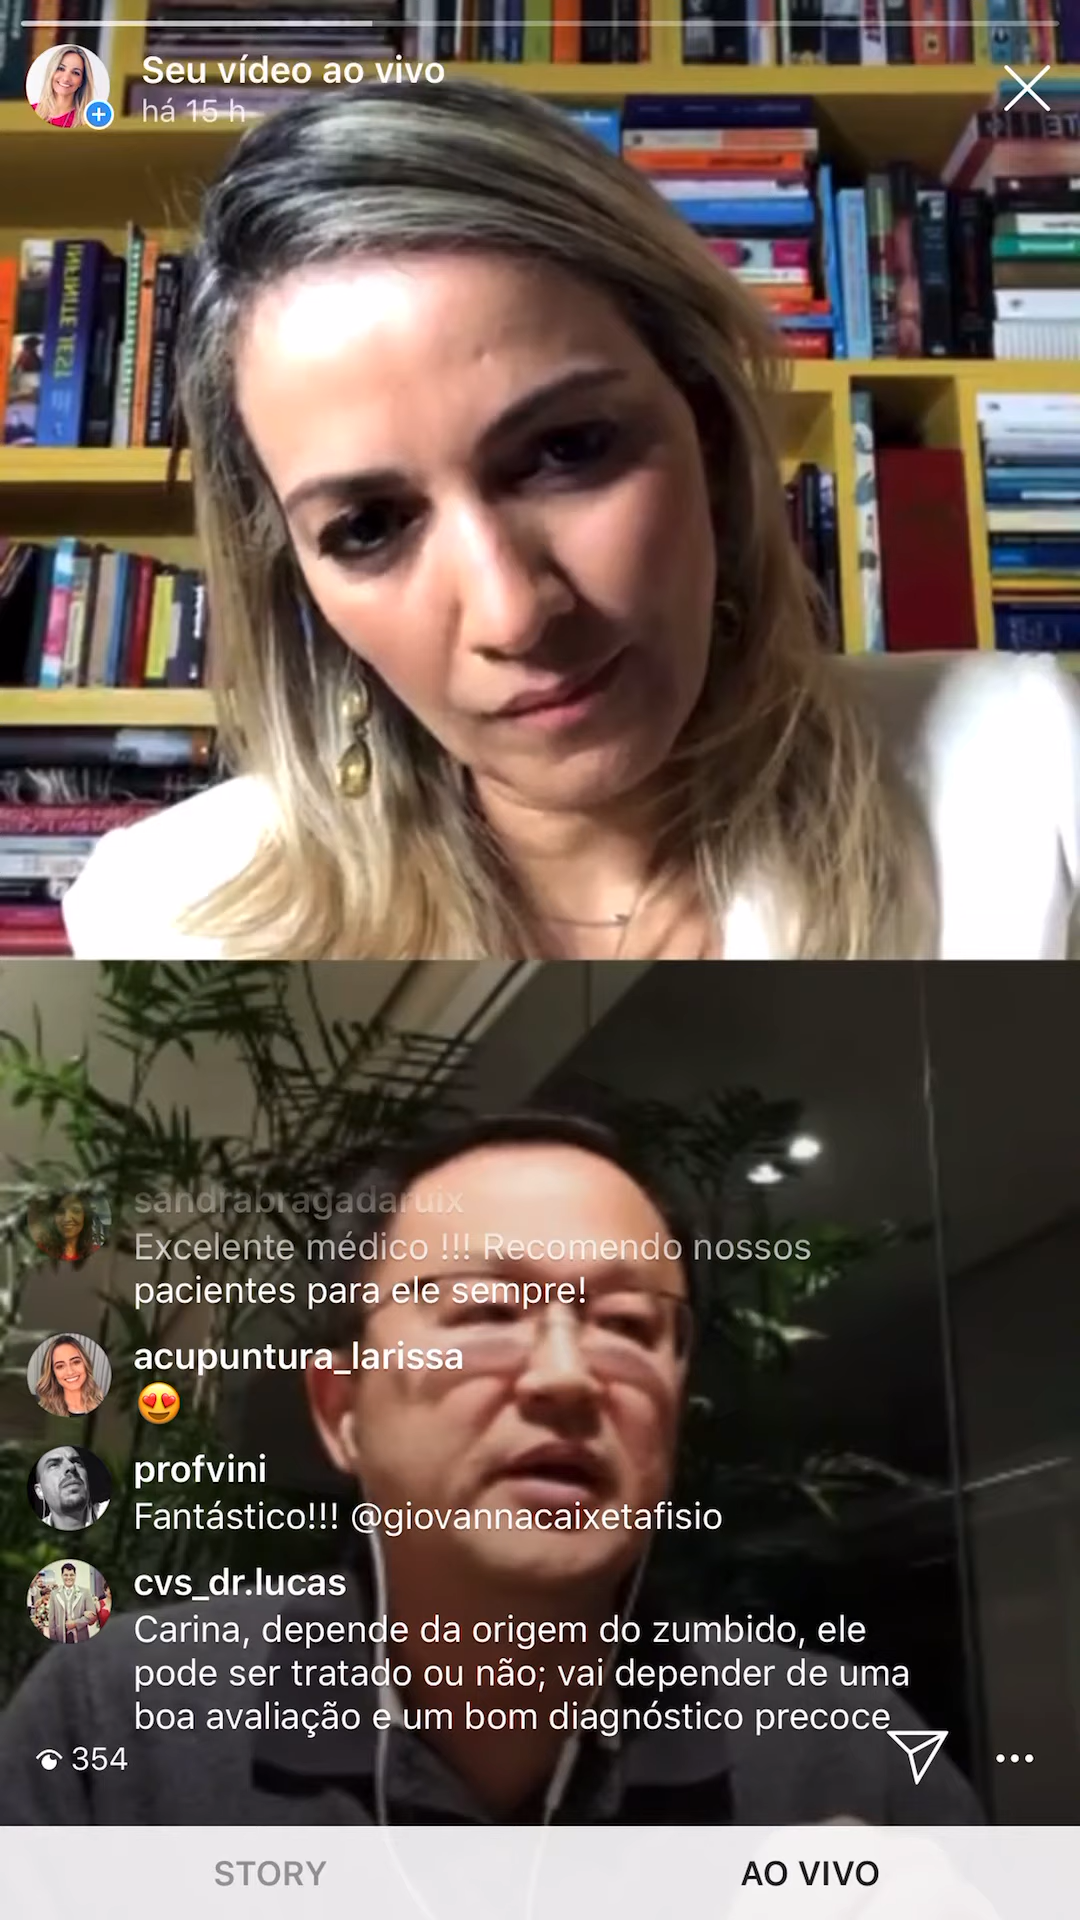 Seu vídeo ao vivo
há 15 h
INFINITE JEST
sandrabragadaruix
Excelente médico !!! Recomendo nossos
pacientes para ele sempre!
acupuntura_larissa
😍
profvini
Fantástico!!! @giovannacaixetafisio
cvs_dr.lucas
Carina, depende da origem do zumbido, ele
pode ser tratado ou não; vai depender de uma
boa avaliação e um bom diagnóstico precoce
354
STORY
AO VIVO